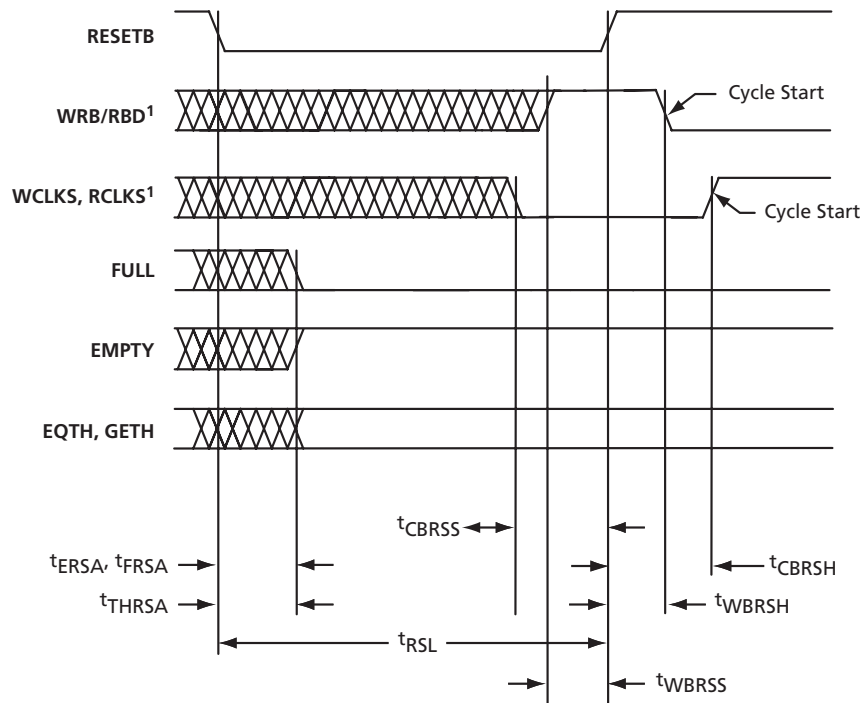 RESETB
WRB/RBD¹
Cycle Start
WCLKS, RCLKS¹
Cycle Start
FULL
EMPTY
EQTH, GETH
tCBRSS
tERSA, tFRSA
tCBRSH
tTHRSA
tWBRSH
tRSL
tWBRSS